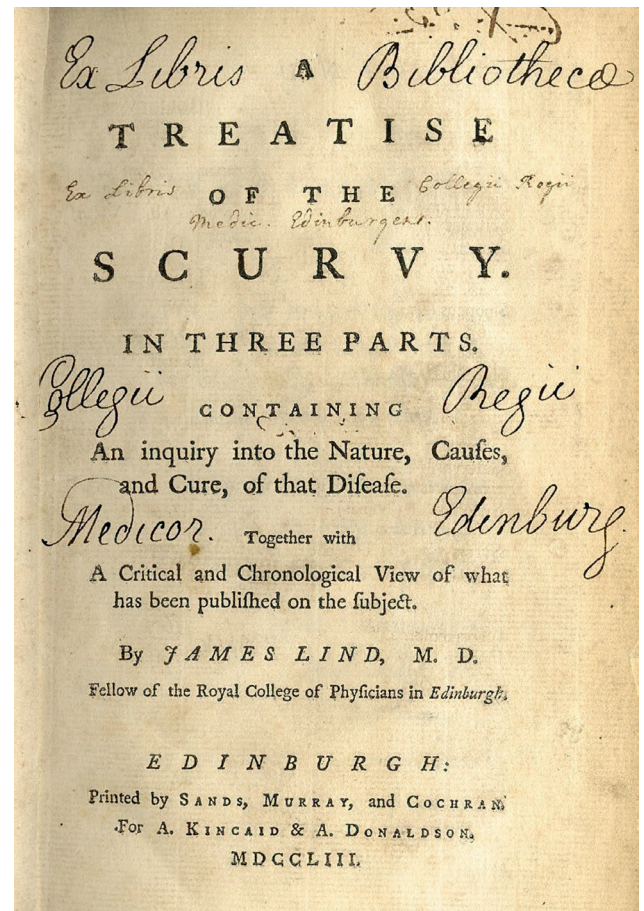 Ex Libris A Bibliothecæ
TREATISE
Ex Libris OF THE Collegii Regii
Medic. Edinburgens.
SCURVY.
IN THREE PARTS.
Collegii CONTAINING Regii
An inquiry into the Nature, Cauſes,
and Cure, of that Diſeaſe.
Medicor. Together with Edinburg.
A Critical and Chronological View of what
has been publiſhed on the ſubject.
By JAMES LIND, M. D.
Fellow of the Royal College of Phyſicians in Edinburgh.
EDINBURGH:
Printed by SANDS, MURRAY, and COCHRAN.
For A. KINCAID & A. DONALDSON.
MDCCLIII.